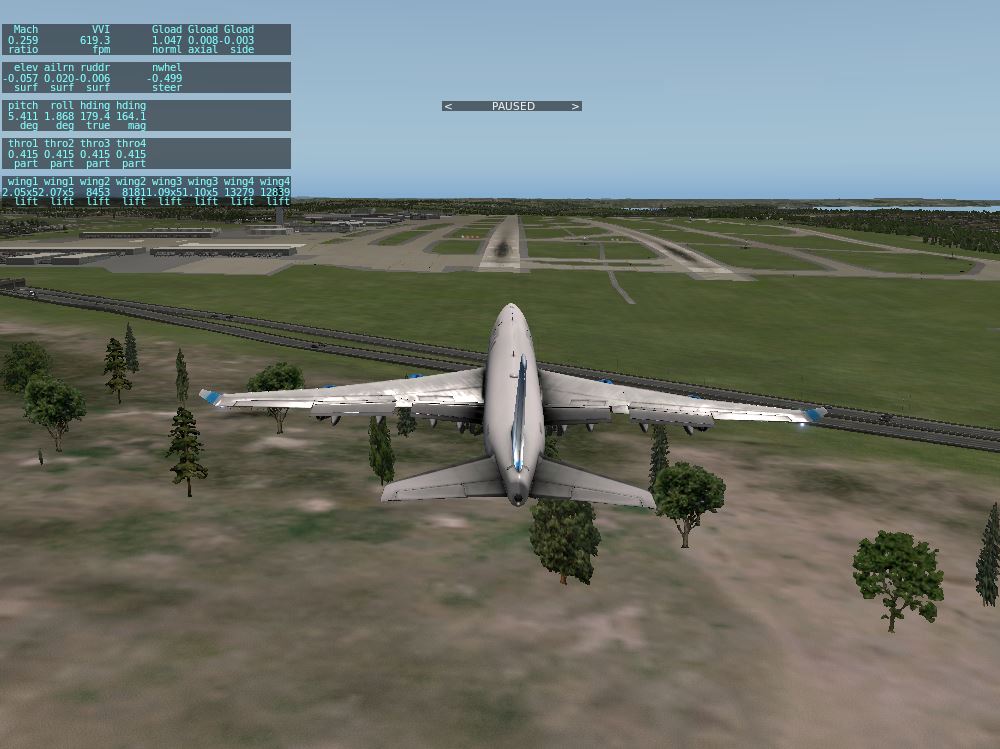 Mach VVI Gload Gload Gload
0.259 619.3 1.047 0.008-0.003
ratio fpm norml axial side
elev ailrn ruddr nwhel
-0.057 0.020-0.006 -0.499
surf surf surf steer
pitch roll hding hding
5.411 1.868 179.4 164.1
deg deg true mag
thro1 thro2 thro3 thro4
0.415 0.415 0.415 0.415
part part part part
wing1 wing1 wing2 wing2 wing3 wing3 wing4 wing4
2.05x52.07x5 8453 81811.09x51.10x5 13279 12839
lift lift lift lift lift lift lift lift
< PAUSED >